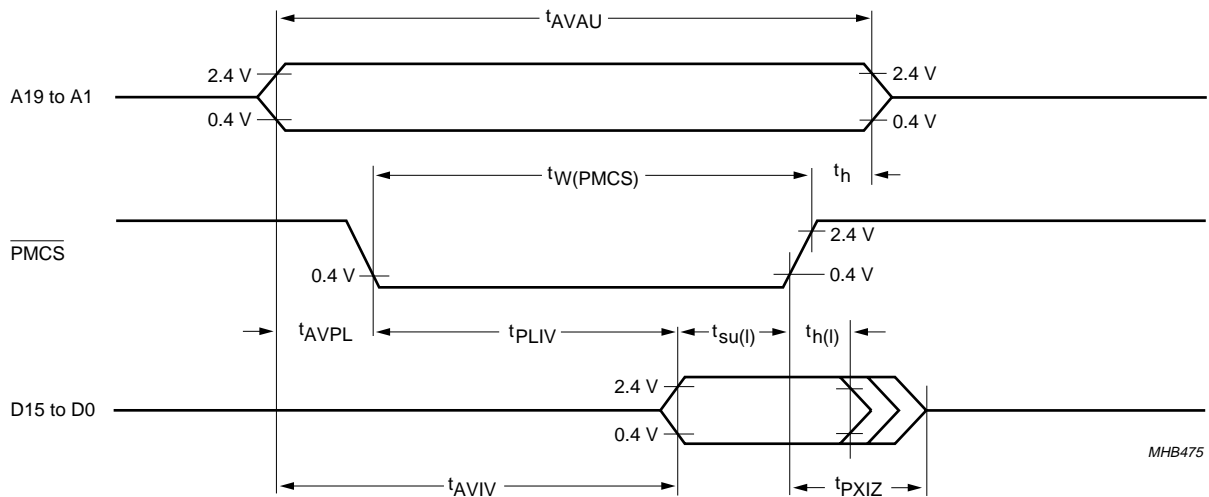 tAVAU
2.4 V
2.4 V
A19 to A1
0.4 V
0.4 V
tW(PMCS)
th
PMCS
2.4 V
0.4 V
0.4 V
tAVPL
tPLIV
tsu(I)
th(I)
2.4 V
D15 to D0
0.4 V
MHB475
tAVIV
tPXIZ